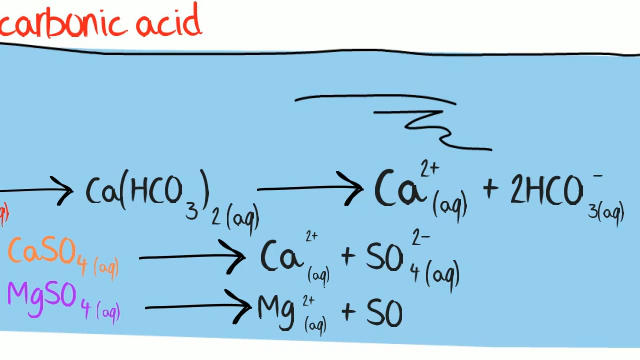 carbonic acid
Ca(HCO₃)₂(aq) → Ca²⁺(aq) + 2HCO₃⁻(aq)
CaSO₄(aq) → Ca²⁺(aq) + SO₄²⁻(aq)
MgSO₄(aq) → Mg²⁺(aq) + SO